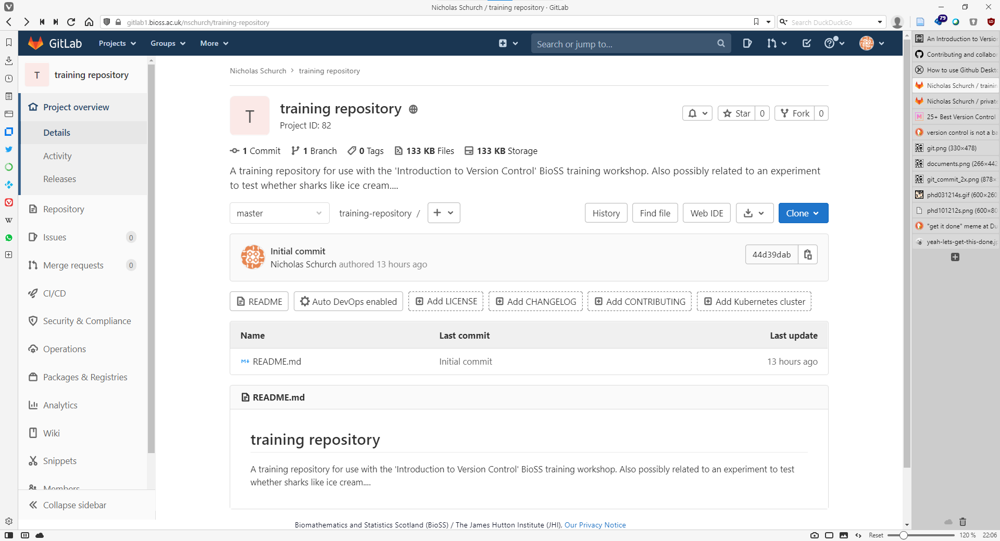 Nicholas Schurch / training repository · GitLab
gitlab1.bioss.ac.uk/nschurch/training-repository
Search DuckDuckGo
79
GitLab
Projects
Groups
More
Search or jump to...
T
training repository
Project overview
Details
Activity
Releases
Repository
Issues 0
Merge requests 0
CI/CD
Security & Compliance
Operations
Packages & Registries
Analytics
Wiki
Snippets
Members
Collapse sidebar
Nicholas Schurch > training repository
T
training repository
Project ID: 82
Star 0
Fork 0
1 Commit 1 Branch 0 Tags 133 KB Files 133 KB Storage
A training repository for use with the 'Introduction to Version Control' BioSS training workshop. Also possibly related to an experiment
to test whether sharks like ice cream....
master
training-repository /
History
Find file
Web IDE
Clone
Initial commit
Nicholas Schurch authored 13 hours ago
44d39dab
README
Auto DevOps enabled
Add LICENSE
Add CHANGELOG
Add CONTRIBUTING
Add Kubernetes cluster
Name Last commit Last update
README.md Initial commit 13 hours ago
README.md
training repository
A training repository for use with the 'Introduction to Version Control' BioSS training workshop. Also possibly related to an experiment to test
whether sharks like ice cream....
Biomathematics and Statistics Scotland (BioSS) / The James Hutton Institute (JHI), Our Privacy Notice
An Introduction to Versio
Contributing and collabo
How to use Github Deskt
Nicholas Schurch / trainin
Nicholas Schurch / private
25+ Best Version Control
version control is not a ba
git.png (330×478)
documents.png (266×442
git_commit_2x.png (878×
phd031214s.gif (600×260
phd101212s.png (600×80
"get it done" meme at Du
yeah-lets-get-this-done.j
Reset
120 %
22:06